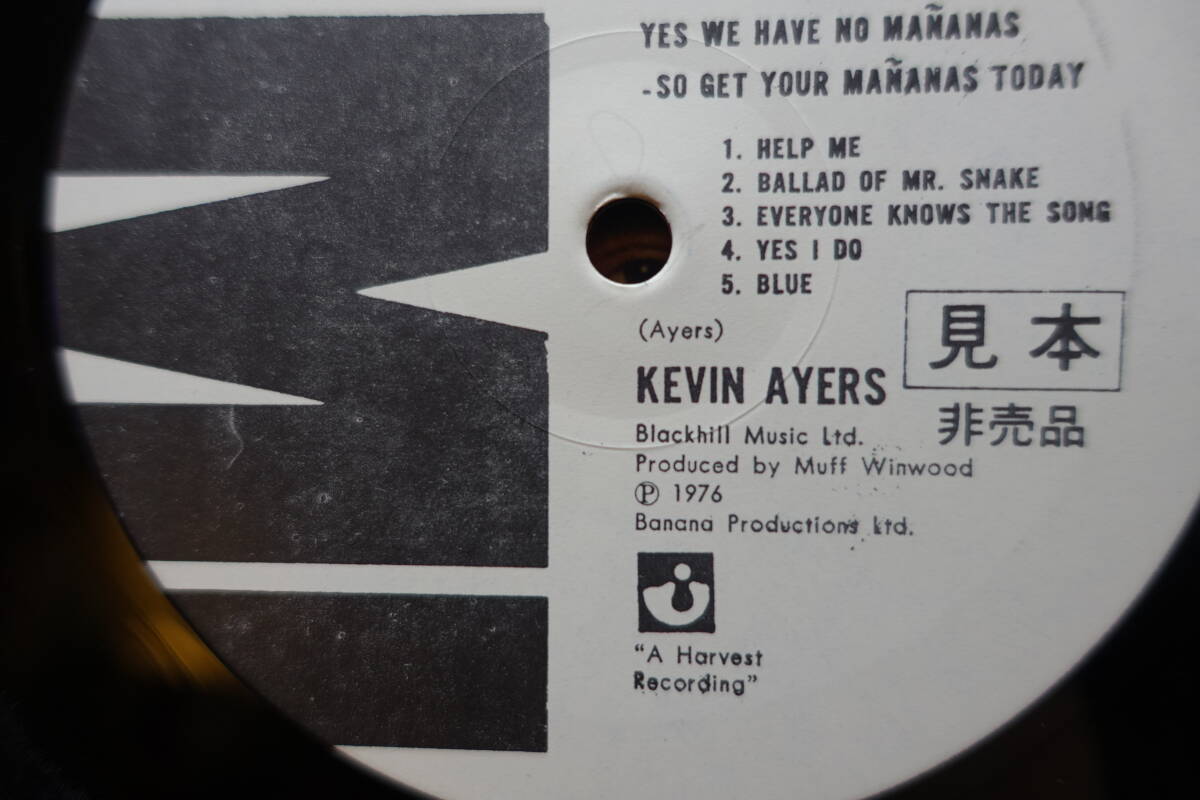 YES WE HAVE NO MAÑANAS
-SO GET YOUR MAÑANAS TODAY
1. HELP ME
2. BALLAD OF MR. SNAKE
3. EVERYONE KNOWS THE SONG
4. YES I DO
5. BLUE
(Ayers)
KEVIN AYERS
見本
非売品
Blackhill Music Ltd.
Produced by Muff Winwood
℗ 1976
Banana Productions Ltd.
"A Harvest
Recording"